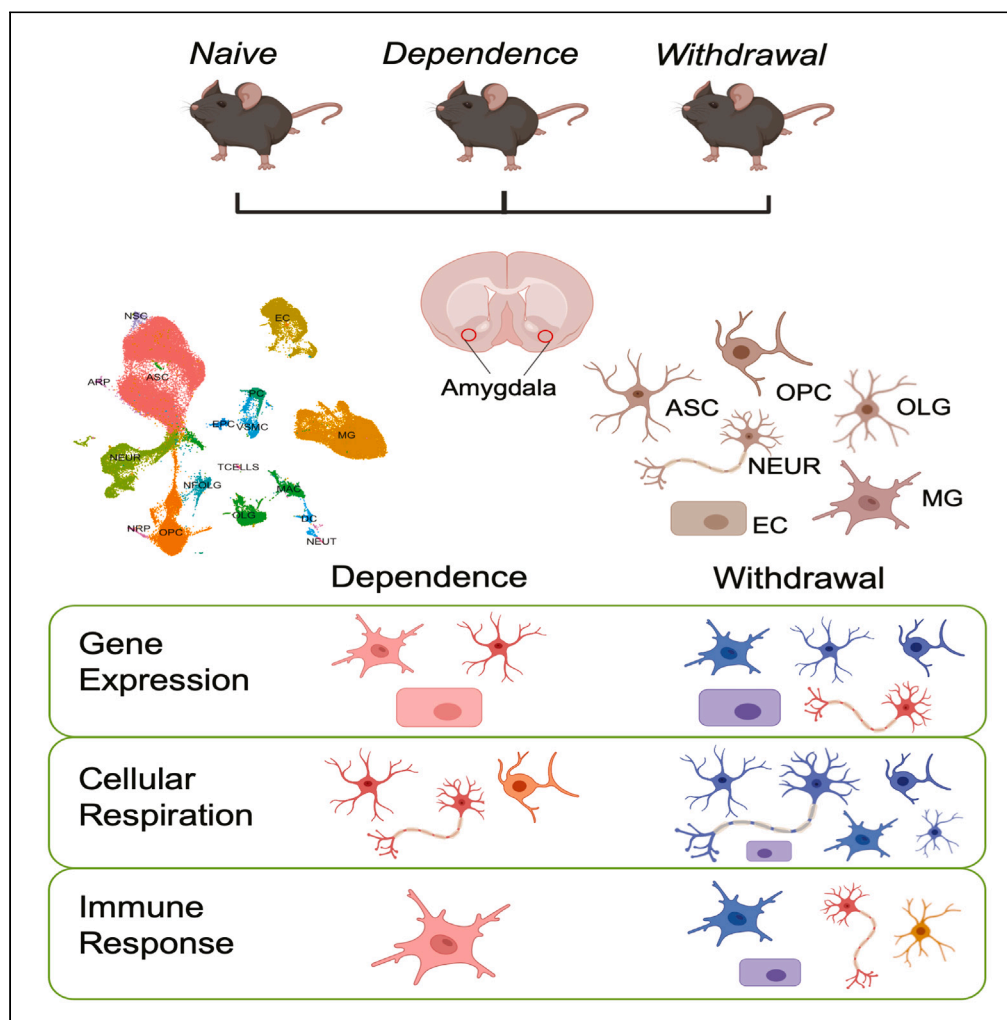 Naive Dependence Withdrawal
NSC
EC
ARP
ASC
PC
EPC
VSMC
MG
NEUR
TCELLS
NFOLG
MAC
OLG
DC
NRP
OPC
NEUT
Amygdala
ASC
OPC
OLG
NEUR
MG
EC
Dependence Withdrawal
Gene
Expression
Cellular
Respiration
Immune
Response